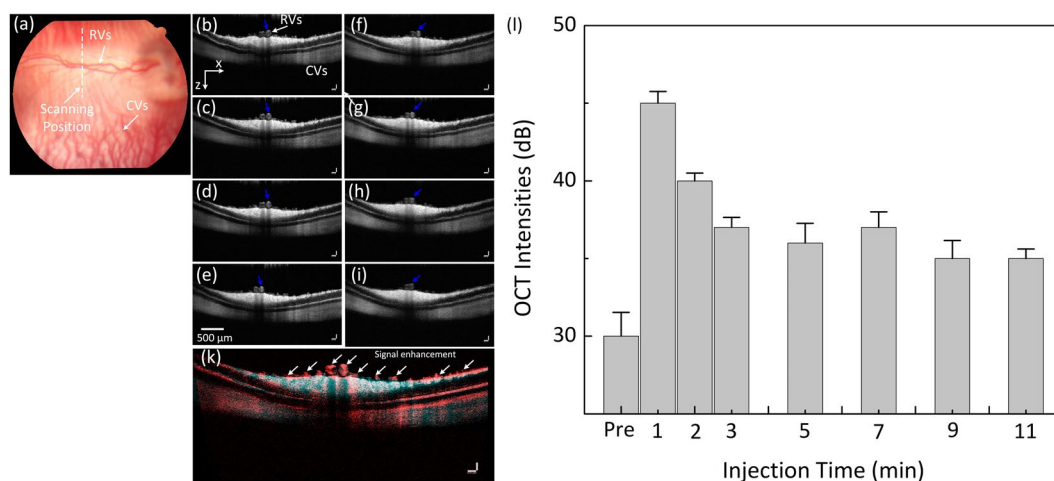 (a)
RVs
Scanning
Position
CVs
(b)
RVs
CVs
x
z
(c)
(d)
(e)
500 μm
(f)
(g)
(h)
(i)
(k)
Signal enhancement
(l)
OCT Intensities (dB)
50
40
30
Pre 1 2 3 5 7 9 11
Injection Time (min)